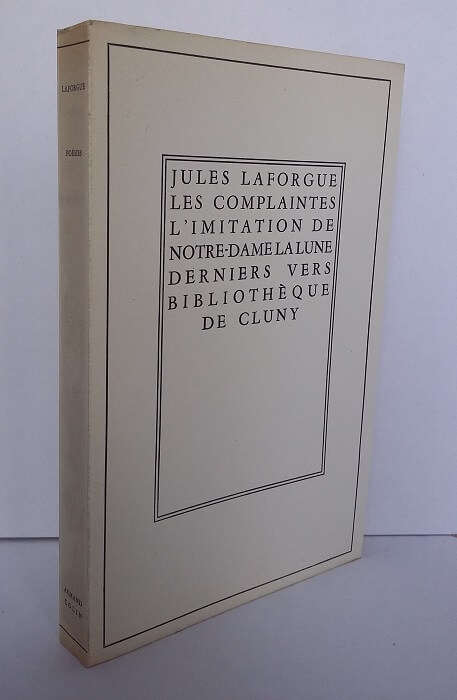 LAFORGUE
POÉSIES
ARMAND
COLIN
JULES LAFORGUE
LES COMPLAINTES
L'IMITATION DE
NOTRE-DAME LA LUNE
DERNIERS VERS
BIBLIOTHÈQUE
DE CLUNY